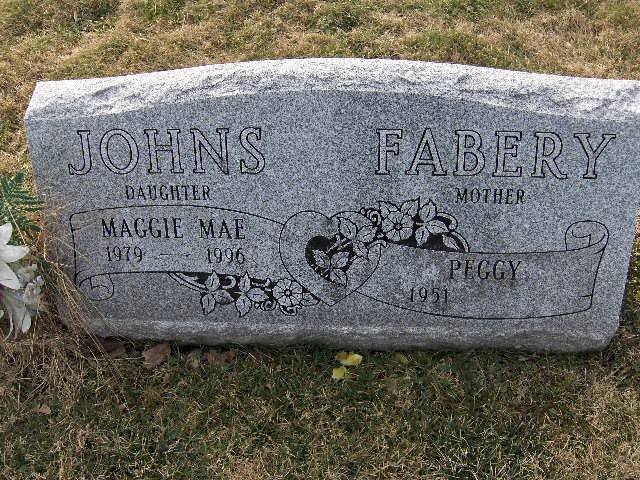 JOHNS
DAUGHTER
MAGGIE MAE
1979 — 1996
FABERY
MOTHER
PEGGY
1951